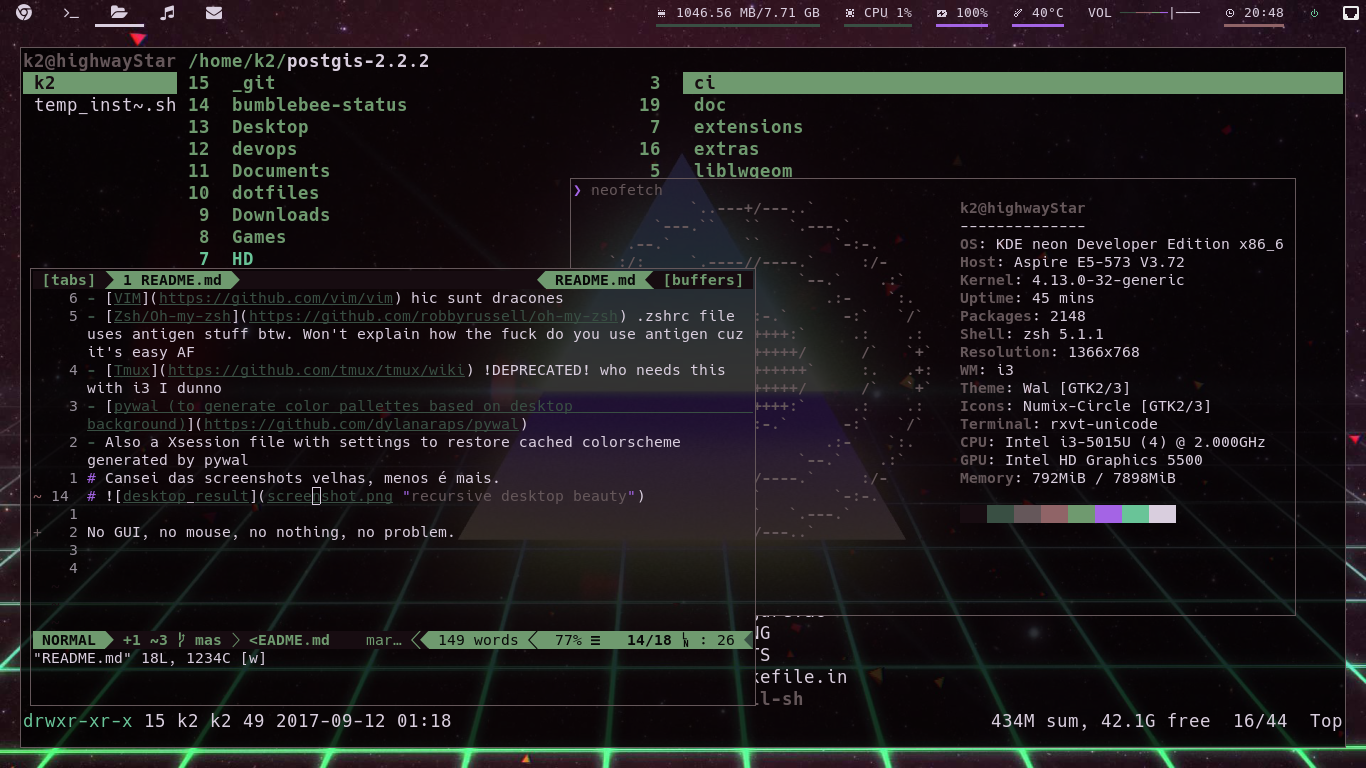 1046.56 MB/7.71 GB CPU 1% 100% 40°C VOL 20:48
k2@highwayStar /home/k2/postgis-2.2.2
k2 15 _git 3 ci
temp_inst~.sh 14 bumblebee-status 19 doc
13 Desktop 7 extensions
12 devops 16 extras
11 Documents 5 liblwgeom
10 dotfiles
9 Downloads
8 Games
7 HD
❯ neofetch
k2@highwayStar
--------------
OS: KDE neon Developer Edition x86_6
Host: Aspire E5-573 V3.72
Kernel: 4.13.0-32-generic
Uptime: 45 mins
Packages: 2148
Shell: zsh 5.1.1
Resolution: 1366x768
WM: i3
Theme: Wal [GTK2/3]
Icons: Numix-Circle [GTK2/3]
Terminal: rxvt-unicode
CPU: Intel i3-5015U (4) @ 2.000GHz
GPU: Intel HD Graphics 5500
Memory: 792MiB / 7898MiB
[tabs] 1 README.md README.md [buffers]
6 - [VIM](https://github.com/vim/vim) hic sunt dracones
5 - [Zsh/Oh-my-zsh](https://github.com/robbyrussell/oh-my-zsh) .zshrc file
uses antigen stuff btw. Won't explain how the fuck do you use antigen cuz
it's easy AF
4 - [Tmux](https://github.com/tmux/tmux/wiki) !DEPRECATED! who needs this
with i3 I dunno
3 - [pywal (to generate color pallettes based on desktop
background)](https://github.com/dylanaraps/pywal)
2 - Also a Xsession file with settings to restore cached colorscheme
generated by pywal
1 # Cansei das screenshots velhas, menos é mais.
~ 14 # ![desktop_result](screenshot.png "recursive desktop beauty")
1
+ 2 No GUI, no mouse, no nothing, no problem.
3
4
NORMAL +1 ~3 mas <EADME.md mar… 149 words 77% ☰ 14/18 : 26
"README.md" 18L, 1234C [w]
kefile.in
ll-sh
drwxr-xr-x 15 k2 k2 49 2017-09-12 01:18 434M sum, 42.1G free 16/44 Top